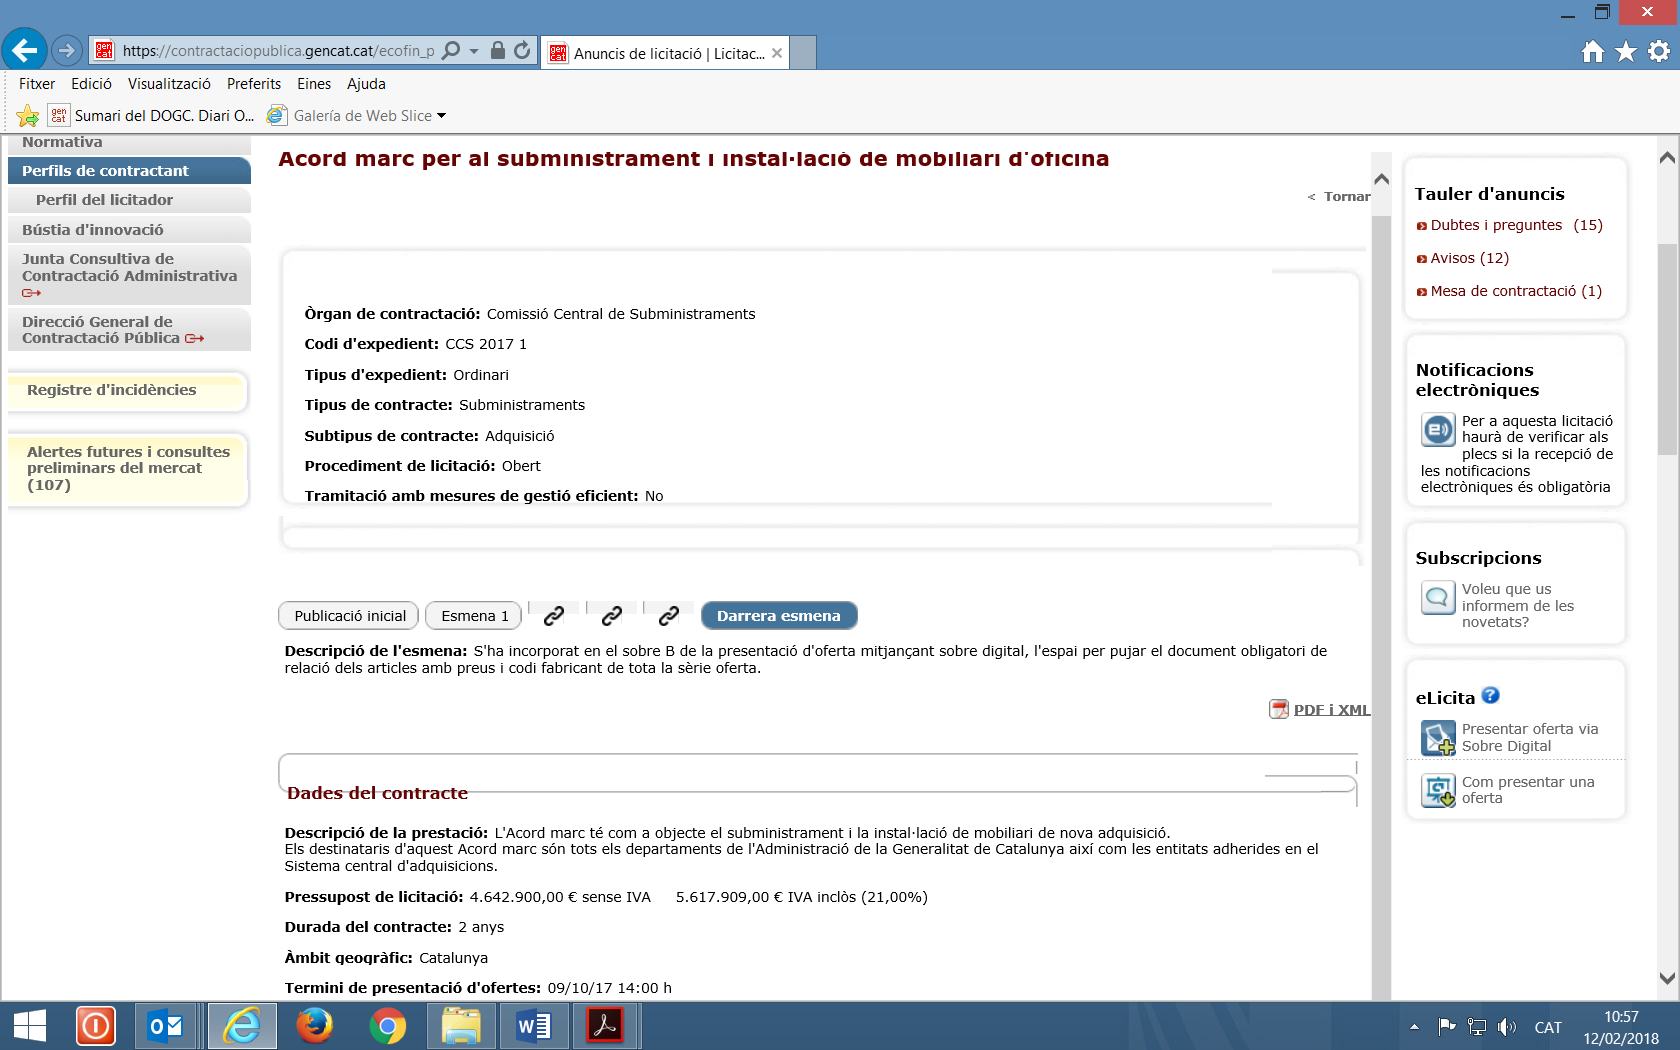 https://contractaciopublica.gencat.cat/ecofin_p
Anuncis de licitació | Licitac...
Fitxer Edició Visualització Preferits Eines Ajuda
gen cat Sumari del DOGC. Diari O... Galería de Web Slice
Normativa
Perfils de contractant
Perfil del licitador
Bústia d'innovació
Junta Consultiva de
Contractació Administrativa
Direcció General de
Contractació Pública
Registre d'incidències
Alertes futures i consultes
preliminars del mercat
(107)
Acord marc per al subministrament i instal·lació de mobiliari d'oficina
< Tornar
Òrgan de contractació: Comissió Central de Subministraments
Codi d'expedient: CCS 2017 1
Tipus d'expedient: Ordinari
Tipus de contracte: Subministraments
Subtipus de contracte: Adquisició
Procediment de licitació: Obert
Tramitació amb mesures de gestió eficient: No
Publicació inicial Esmena 1 Darrera esmena
Descripció de l'esmena: S'ha incorporat en el sobre B de la presentació d'oferta mitjançant sobre digital, l'espai per pujar el document obligatori de
relació dels articles amb preus i codi fabricant de tota la sèrie oferta.
PDF i XML
Dades del contracte
Descripció de la prestació: L'Acord marc té com a objecte el subministrament i la instal·lació de mobiliari de nova adquisició.
Els destinataris d'aquest Acord marc són tots els departaments de l'Administració de la Generalitat de Catalunya així com les entitats adherides en el
Sistema central d'adquisicions.
Pressupost de licitació: 4.642.900,00 € sense IVA 5.617.909,00 € IVA inclòs (21,00%)
Durada del contracte: 2 anys
Àmbit geogràfic: Catalunya
Termini de presentació d'ofertes: 09/10/17 14:00 h
Tauler d'anuncis
Dubtes i preguntes (15)
Avisos (12)
Mesa de contractació (1)
Notificacions
electròniques
Per a aquesta licitació
haurà de verificar als
plecs si la recepció de
les notificacions
electròniques és obligatòria
Subscripcions
Voleu que us
informem de les
novetats?
eLicita
Presentar oferta via
Sobre Digital
Com presentar una
oferta
CAT
10:57
12/02/2018